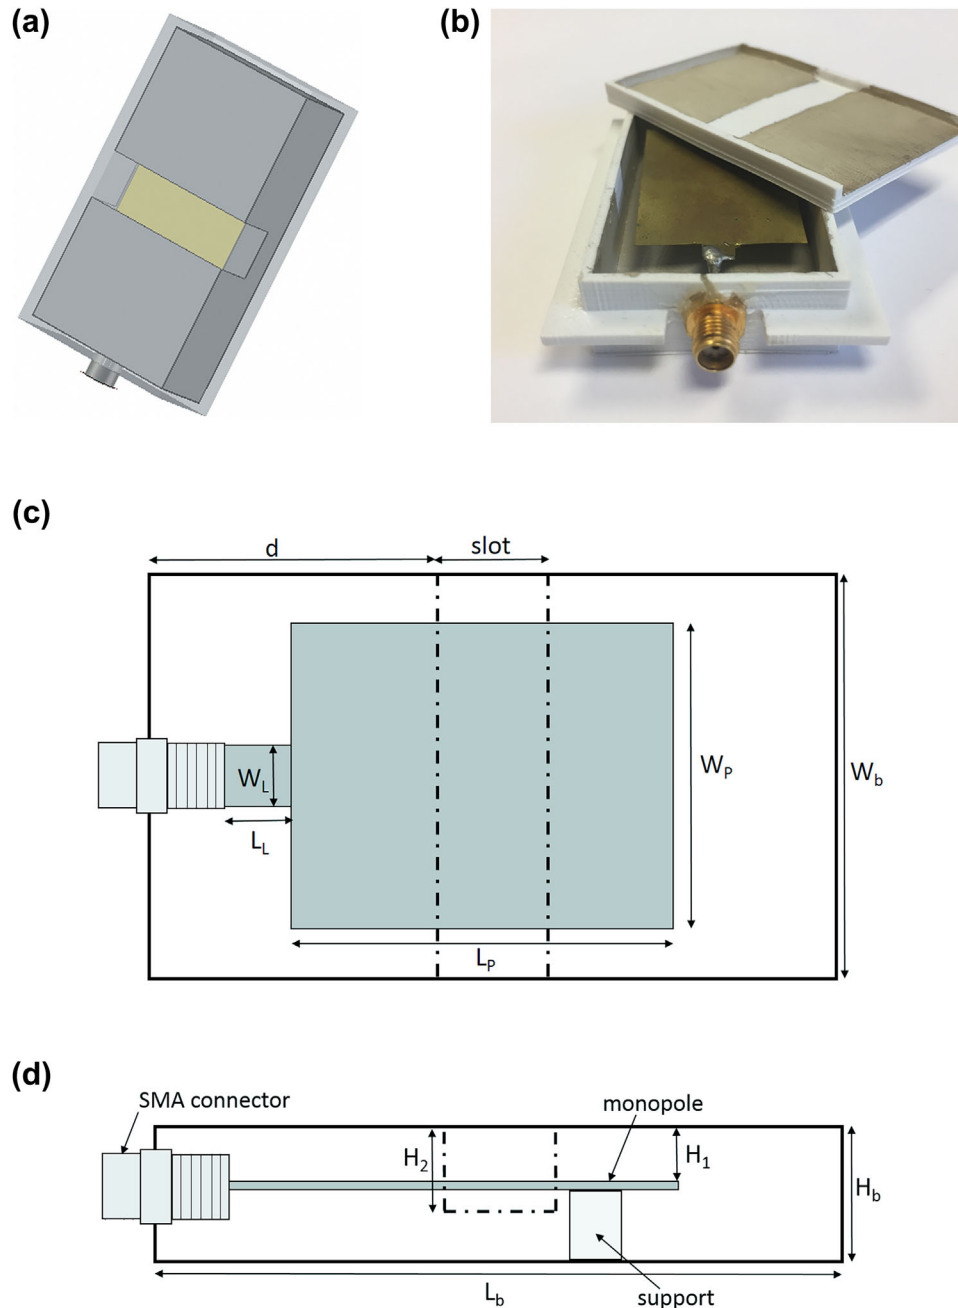 (a)
(b)
(c)
d
slot
W_L
L_L
W_P
W_b
L_P
(d)
SMA connector
monopole
H_2
H_1
H_b
L_b
support